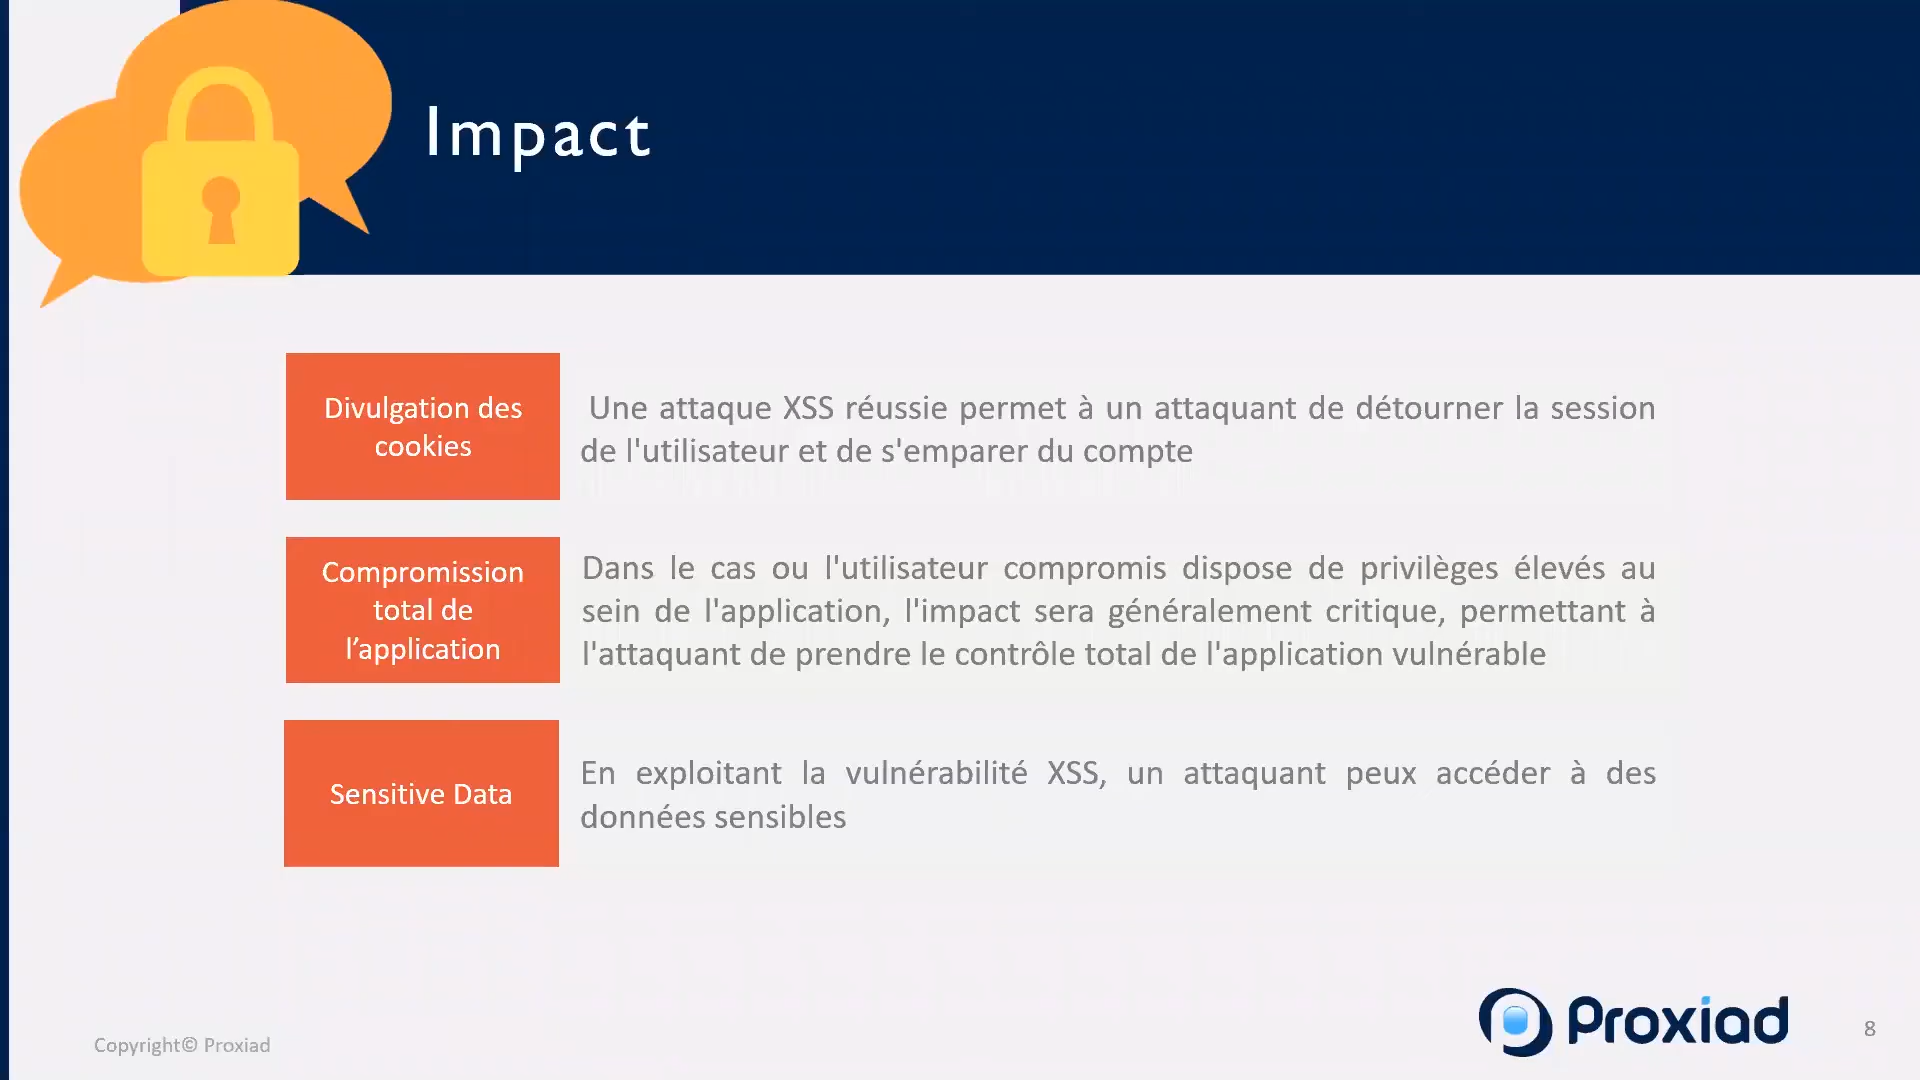 Impact
Divulgation des
cookies
Une attaque XSS réussie permet à un attaquant de détourner la session
de l'utilisateur et de s'emparer du compte
Compromission
total de
l’application
Dans le cas ou l'utilisateur compromis dispose de privilèges élevés au
sein de l'application, l'impact sera généralement critique, permettant à
l'attaquant de prendre le contrôle total de l'application vulnérable
Sensitive Data
En exploitant la vulnérabilité XSS, un attaquant peux accéder à des
données sensibles
Copyright© Proxiad
Proxiad
8